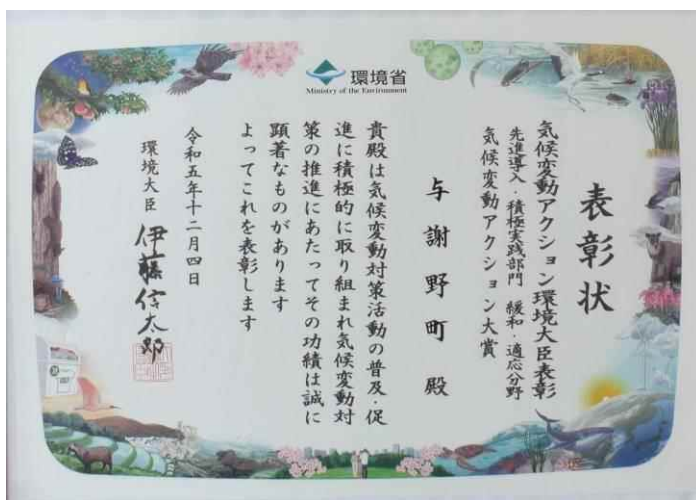 環境省
Ministry of the Environment
表彰状
気候変動アクション環境大臣表彰
先進導入・積極実践部門 緩和・適応分野
気候変動アクション大賞
与謝野町 殿
貴殿は気候変動対策活動の普及・促
進に積極的に取り組まれ気候変動対
策の推進にあたってその功績は誠に
顕著なものがあります
よってこれを表彰します
令和五年十二月四日
環境大臣 伊藤信太郎